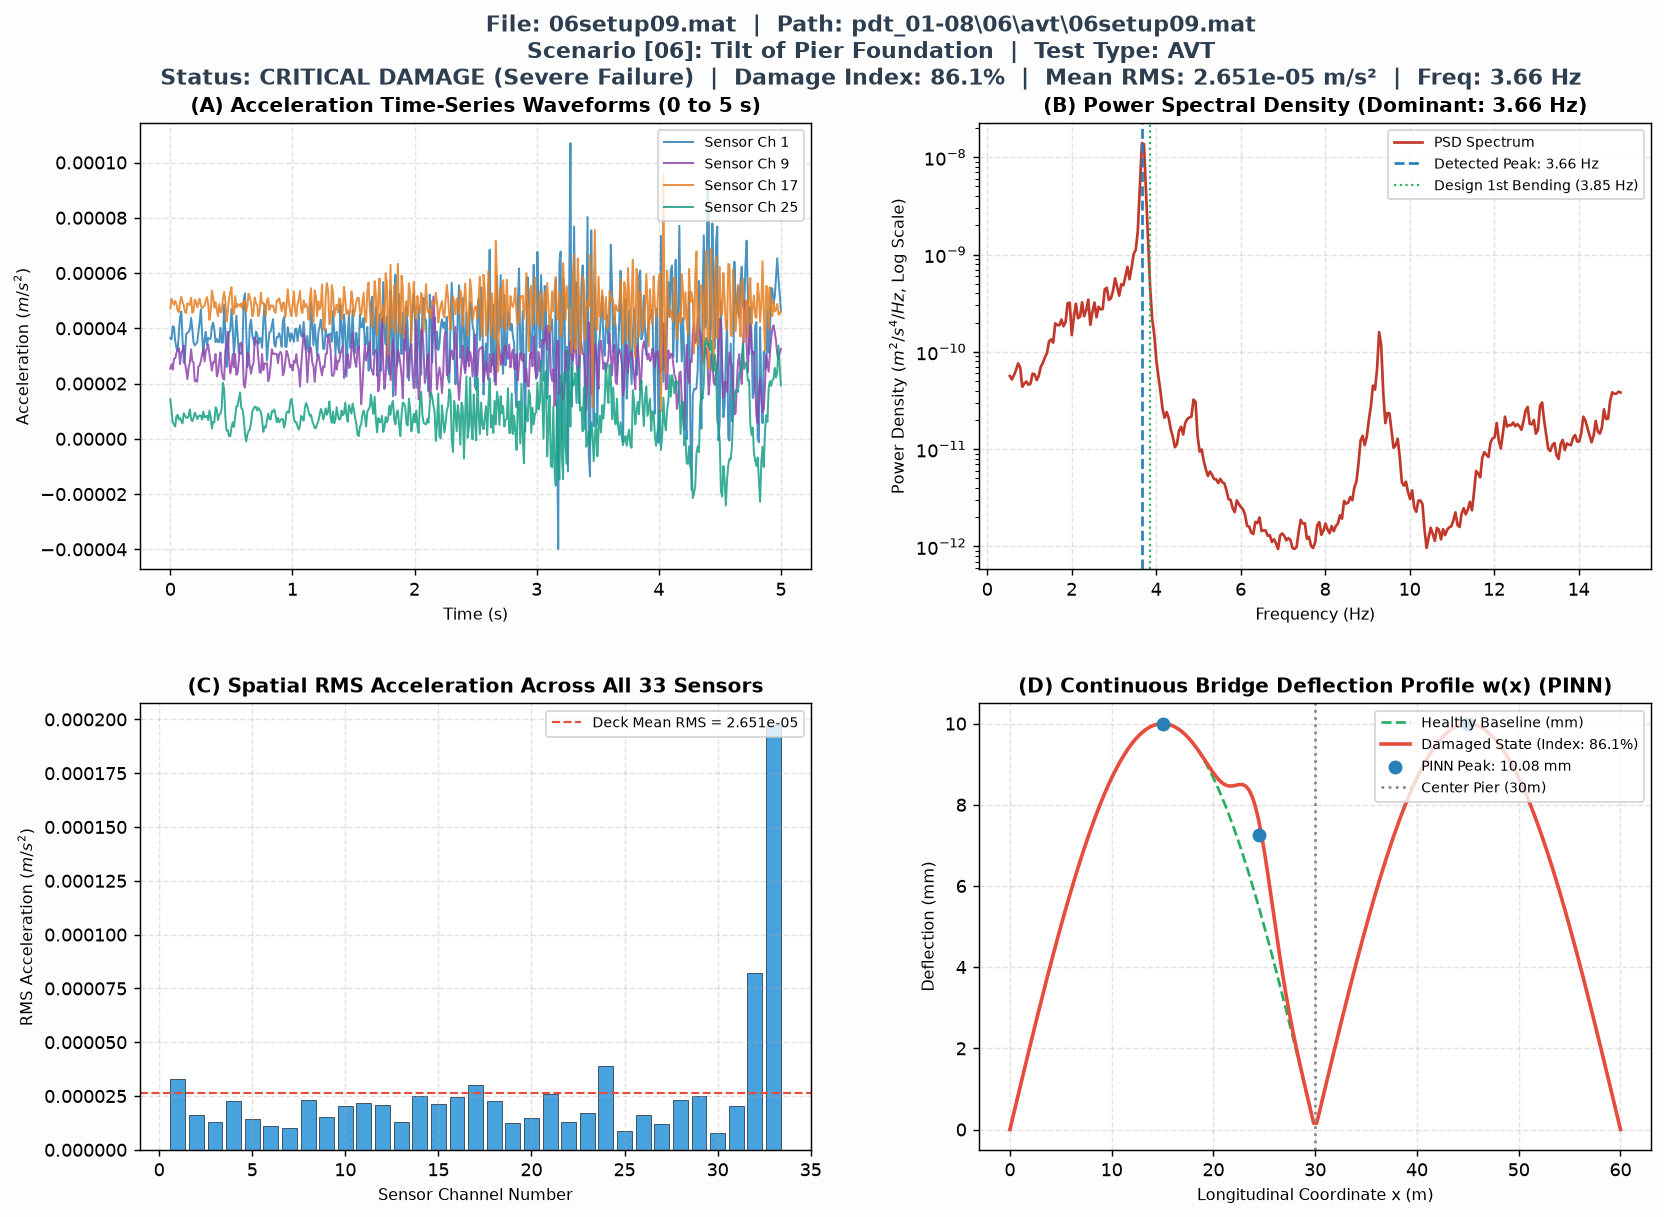 File: 06setup09.mat | Path: pdt_01-08\06\avt\06setup09.mat
Scenario [06]: Tilt of Pier Foundation | Test Type: AVT
Status: CRITICAL DAMAGE (Severe Failure) | Damage Index: 86.1% | Mean RMS: 2.651e-05 m/s² | Freq: 3.66 Hz
(A) Acceleration Time-Series Waveforms (0 to 5 s)
Sensor Ch 1
Sensor Ch 9
Sensor Ch 17
Sensor Ch 25
Acceleration (m/s²)
0.00010
0.00008
0.00006
0.00004
0.00002
0.00000
−0.00002
−0.00004
0 1 2 3 4 5
Time (s)
(B) Power Spectral Density (Dominant: 3.66 Hz)
PSD Spectrum
Detected Peak: 3.66 Hz
Design 1st Bending (3.85 Hz)
Power Density (m²/s⁴/Hz, Log Scale)
10⁻⁸
10⁻⁹
10⁻¹⁰
10⁻¹¹
10⁻¹²
0 2 4 6 8 10 12 14
Frequency (Hz)
(C) Spatial RMS Acceleration Across All 33 Sensors
Deck Mean RMS = 2.651e-05
RMS Acceleration (m/s²)
0.000200
0.000175
0.000150
0.000125
0.000100
0.000075
0.000050
0.000025
0.000000
0 5 10 15 20 25 30 35
Sensor Channel Number
(D) Continuous Bridge Deflection Profile w(x) (PINN)
Healthy Baseline (mm)
Damaged State (Index: 86.1%)
PINN Peak: 10.08 mm
Center Pier (30m)
Deflection (mm)
10
8
6
4
2
0
0 10 20 30 40 50 60
Longitudinal Coordinate x (m)